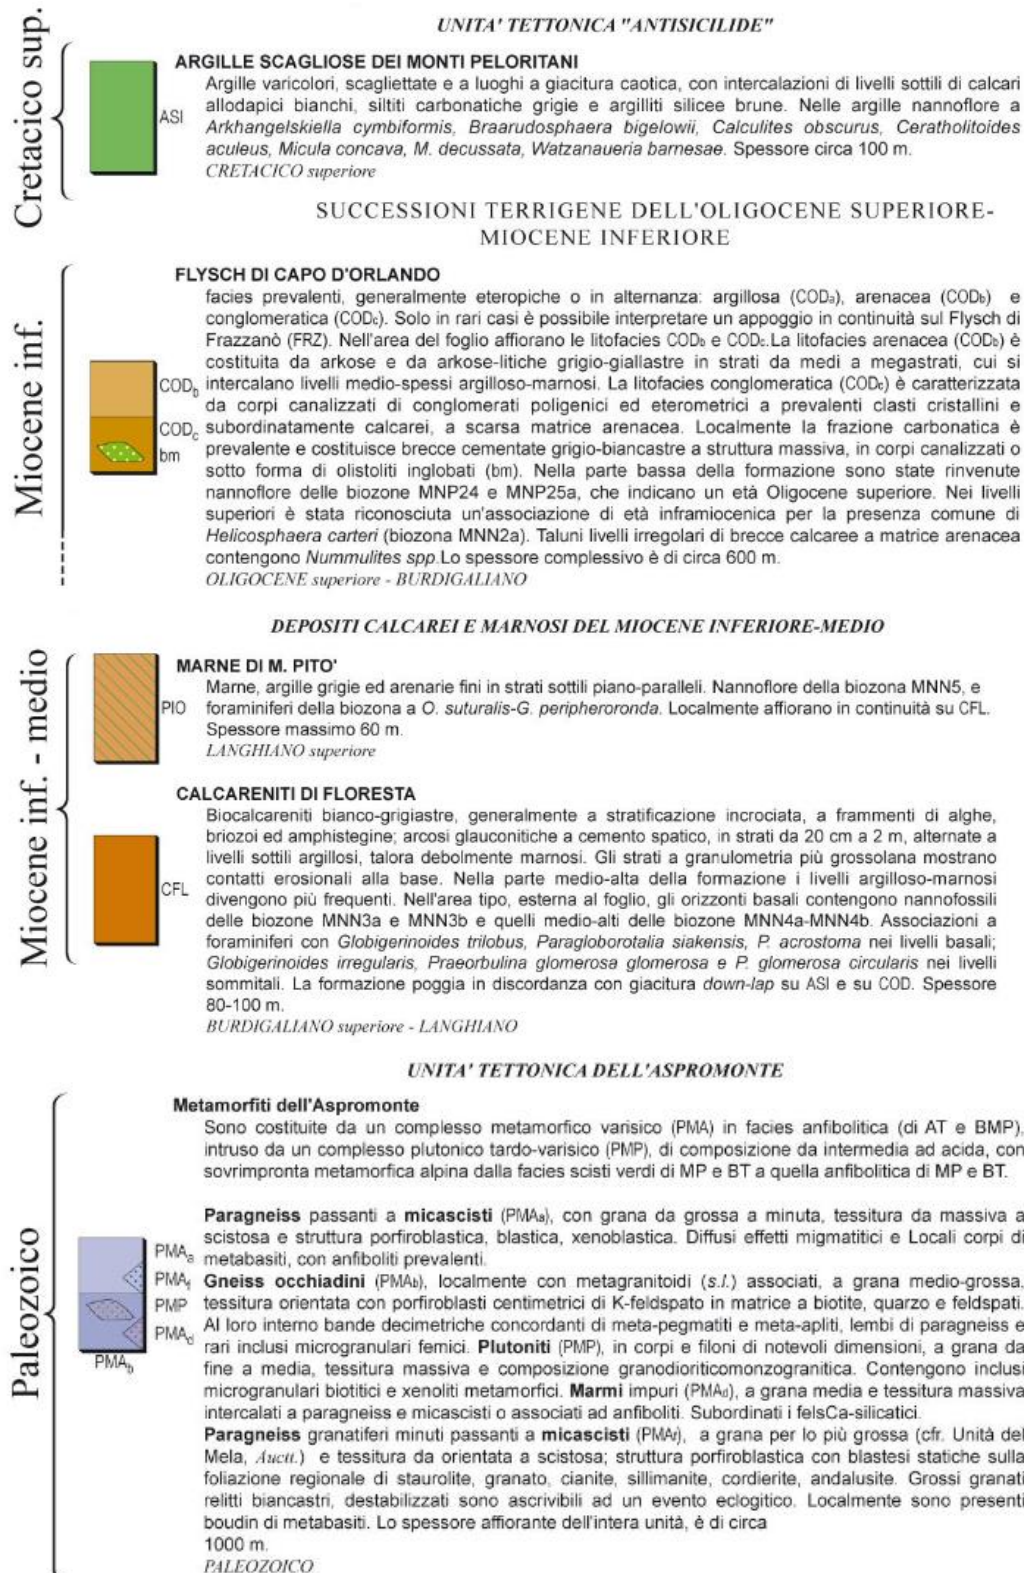 UNITA' TETTONICA "ANTISICILIDE"
Cretacico sup.
ASI
ARGILLE SCAGLIOSE DEI MONTI PELORITANI
Argille varicolori, scagliettate e a luoghi a giacitura caotica, con intercalazioni di livelli sottili di calcari
allodapici bianchi, siltiti carbonatiche grigie e argilliti silicee brune. Nelle argille nannoflore a
Arkhangelskiella cymbiformis, Braarudosphaera bigelowii, Calculites obscurus, Ceratholitoides
aculeus, Micula concava, M. decussata, Watzanaueria barnesae. Spessore circa 100 m.
CRETACICO superiore
SUCCESSIONI TERRIGENE DELL'OLIGOCENE SUPERIORE-
MIOCENE INFERIORE
Miocene inf.
CODb
CODc
bm
FLYSCH DI CAPO D'ORLANDO
facies prevalenti, generalmente eteropiche o in alternanza: argillosa (CODa), arenacea (CODb) e
conglomeratica (CODc). Solo in rari casi è possibile interpretare un appoggio in continuità sul Flysch di
Frazzanò (FRZ). Nell'area del foglio affiorano le litofacies CODb e CODc.La litofacies arenacea (CODb) è
costituita da arkose e da arkose-litiche grigio-giallastre in strati da medi a megastrati, cui si
intercalano livelli medio-spessi argilloso-marnosi. La litofacies conglomeratica (CODc) è caratterizzata
da corpi canalizzati di conglomerati poligenici ed eterometrici a prevalenti clasti cristallini e
subordinatamente calcarei, a scarsa matrice arenacea. Localmente la frazione carbonatica è
prevalente e costituisce brecce cementate grigio-biancastre a struttura massiva, in corpi canalizzati o
sotto forma di olistoliti inglobati (bm). Nella parte bassa della formazione sono state rinvenute
nannoflore delle biozone MNP24 e MNP25a, che indicano un età Oligocene superiore. Nei livelli
superiori è stata riconosciuta un'associazione di età inframiocenica per la presenza comune di
Helicosphaera carteri (biozona MNN2a). Taluni livelli irregolari di brecce calcaree a matrice arenacea
contengono Nummulites spp.Lo spessore complessivo è di circa 600 m.
OLIGOCENE superiore - BURDIGALIANO
DEPOSITI CALCAREI E MARNOSI DEL MIOCENE INFERIORE-MEDIO
Miocene inf. - medio
PIO
MARNE DI M. PITO'
Marne, argille grigie ed arenarie fini in strati sottili piano-paralleli. Nannoflore della biozona MNN5, e
foraminiferi della biozona a O. suturalis-G. peripheroronda. Localmente affiorano in continuità su CFL.
Spessore massimo 60 m.
LANGHIANO superiore
CFL
CALCARENITI DI FLORESTA
Biocalcareniti bianco-grigiastre, generalmente a stratificazione incrociata, a frammenti di alghe,
briozoi ed amphistegine; arcosi glauconitiche a cemento spatico, in strati da 20 cm a 2 m, alternate a
livelli sottili argillosi, talora debolmente marnosi. Gli strati a granulometria più grossolana mostrano
contatti erosionali alla base. Nella parte medio-alta della formazione i livelli argilloso-marnosi
divengono più frequenti. Nell'area tipo, esterna al foglio, gli orizzonti basali contengono nannofossili
delle biozone MNN3a e MNN3b e quelli medio-alti delle biozone MNN4a-MNN4b. Associazioni a
foraminiferi con Globigerinoides trilobus, Paragloborotalia siakensis, P. acrostoma nei livelli basali;
Globigerinoides irregularis, Praeorbulina glomerosa glomerosa e P. glomerosa circularis nei livelli
sommitali. La formazione poggia in discordanza con giacitura down-lap su ASI e su COD. Spessore
80-100 m.
BURDIGALIANO superiore - LANGHIANO
UNITA' TETTONICA DELL'ASPROMONTE
Paleozoico
PMAa
PMAf
PMP
PMAd
PMAb
Metamorfiti dell'Aspromonte
Sono costituite da un complesso metamorfico varisico (PMA) in facies anfibolitica (di AT e BMP),
intruso da un complesso plutonico tardo-varisico (PMP), di composizione da intermedia ad acida, con
sovrimpronta metamorfica alpina dalla facies scisti verdi di MP e BT a quella anfibolitica di MP e BT.
Paragneiss passanti a micascisti (PMAa), con grana da grossa a minuta, tessitura da massiva a
scistosa e struttura porfiroblastica, blastica, xenoblastica. Diffusi effetti migmatitici e Locali corpi di
metabasiti, con anfiboliti prevalenti.
Gneiss occhiadini (PMAb), localmente con metagranitoidi (s.l.) associati, a grana medio-grossa.
tessitura orientata con porfiroblasti centimetrici di K-feldspato in matrice a biotite, quarzo e feldspati.
Al loro interno bande decimetriche concordanti di meta-pegmatiti e meta-apliti, lembi di paragneiss e
rari inclusi microgranulari femici. Plutoniti (PMP), in corpi e filoni di notevoli dimensioni, a grana da
fine a media, tessitura massiva e composizione granodioriticomonzogranitica. Contengono inclusi
microgranulari biotitici e xenoliti metamorfici. Marmi impuri (PMAd), a grana media e tessitura massiva
intercalati a paragneiss e micascisti o associati ad anfiboliti. Subordinati i felsCa-silicatici.
Paragneiss granatiferi minuti passanti a micascisti (PMAf), a grana per lo più grossa (cfr. Unità del
Mela, Auctt.) e tessitura da orientata a scistosa; struttura porfiroblastica con blastesi statiche sulla
foliazione regionale di staurolite, granato, cianite, sillimanite, cordierite, andalusite. Grossi granati
relitti biancastri, destabilizzati sono ascrivibili ad un evento eclogitico. Localmente sono presenti
boudin di metabasiti. Lo spessore affiorante dell'intera unità, è di circa
1000 m.
PALEOZOICO